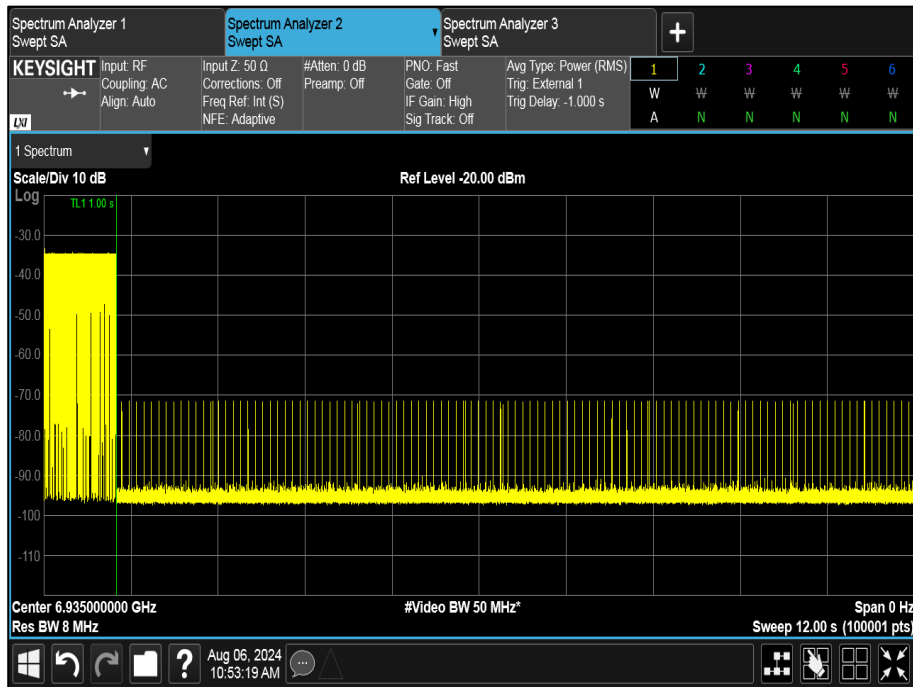 Spectrum Analyzer 1
Swept SA
Spectrum Analyzer 2
Swept SA
Spectrum Analyzer 3
Swept SA
+
KEYSIGHT
LXI
Input: RF
Coupling: AC
Align: Auto
Input Z: 50 Ω
Corrections: Off
Freq Ref: Int (S)
NFE: Adaptive
#Atten: 0 dB
Preamp: Off
PNO: Fast
Gate: Off
IF Gain: High
Sig Track: Off
Avg Type: Power (RMS)
Trig: External 1
Trig Delay: -1.000 s
1 2 3 4 5 6
W W W W W W
A N N N N N
1 Spectrum
Scale/Div 10 dB
Ref Level -20.00 dBm
Log
TL1 1.00 s
-30.0
-40.0
-50.0
-60.0
-70.0
-80.0
-90.0
-100
-110
Center 6.935000000 GHz
#Video BW 50 MHz*
Span 0 Hz
Res BW 8 MHz
Sweep 12.00 s (100001 pts)
?
Aug 06, 2024
10:53:19 AM